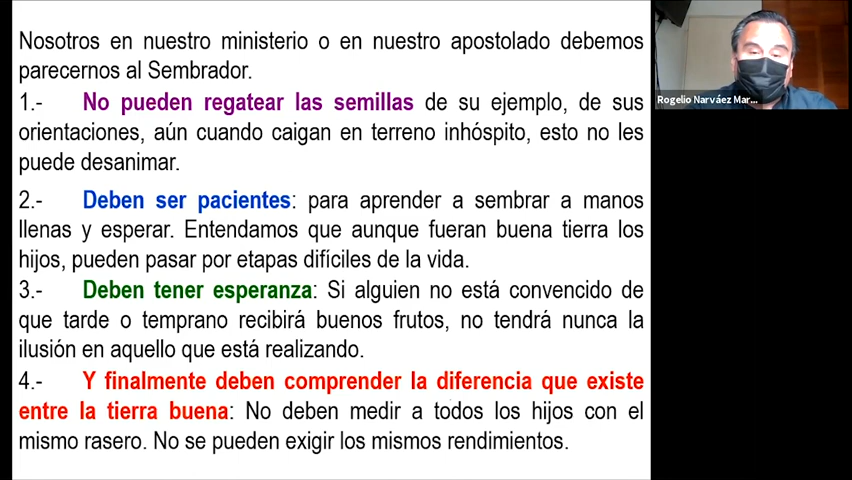 Nosotros en nuestro ministerio o en nuestro apostolado debemos
parecernos al Sembrador.
1.- No pueden regatear las semillas de su ejemplo, de sus
orientaciones, aún cuando caigan en terreno inhóspito, esto no les
puede desanimar.
2.- Deben ser pacientes: para aprender a sembrar a manos
llenas y esperar. Entendamos que aunque fueran buena tierra los
hijos, pueden pasar por etapas difíciles de la vida.
3.- Deben tener esperanza: Si alguien no está convencido de
que tarde o temprano recibirá buenos frutos, no tendrá nunca la
ilusión en aquello que está realizando.
4.- Y finalmente deben comprender la diferencia que existe
entre la tierra buena: No deben medir a todos los hijos con el
mismo rasero. No se pueden exigir los mismos rendimientos.
Rogelio Narváez Mar...